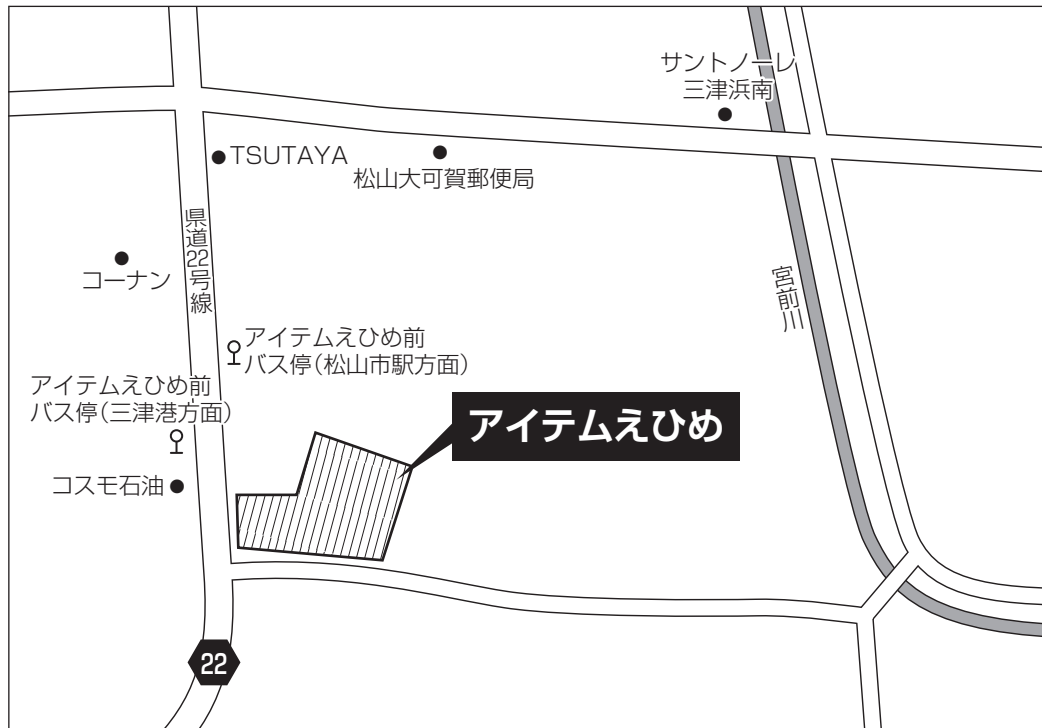 サントノーレ
三津浜南
TSUTAYA
松山大可賀郵便局
県道22号線
コーナン
宮前川
アイテムえひめ前
バス停(松山市駅方面)
アイテムえひめ前
バス停(三津港方面)
アイテムえひめ
コスモ石油
22